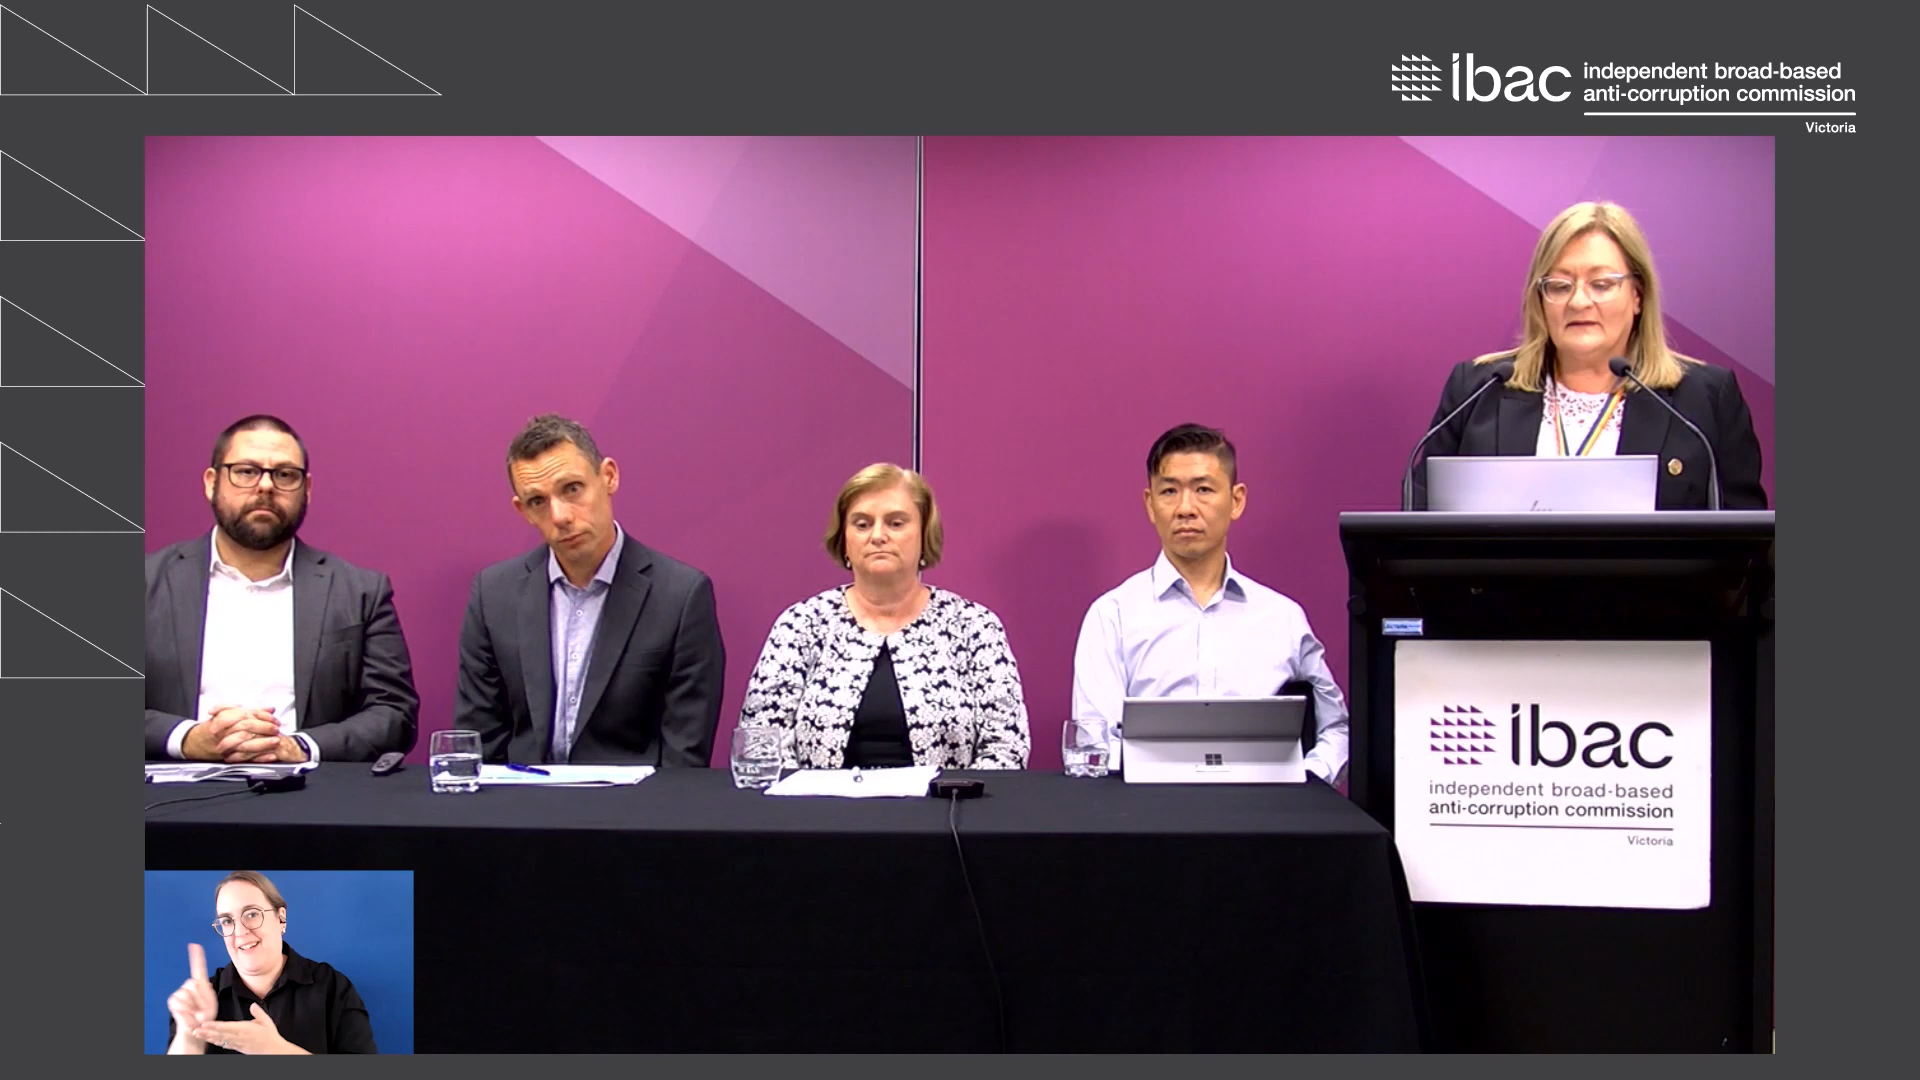 ibac
independent broad-based
anti-corruption commission
Victoria
ibac
independent broad-based
anti-corruption commission
Victoria